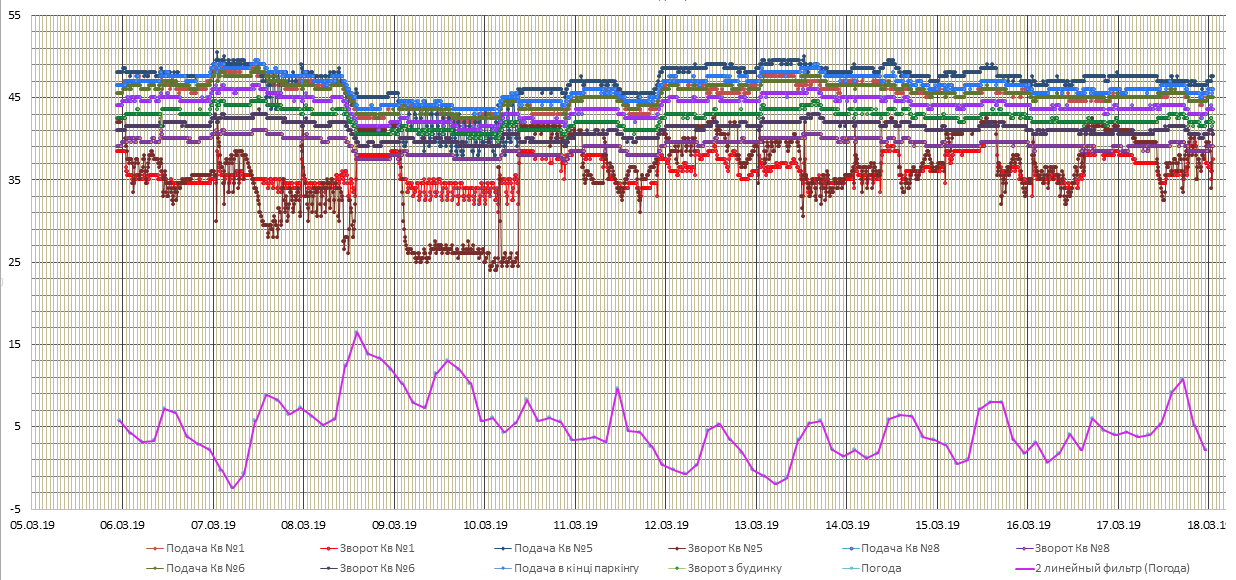 55
45
35
25
15
5
-5
05.03.19 06.03.19 07.03.19 08.03.19 09.03.19 10.03.19 11.03.19 12.03.19 13.03.19 14.03.19 15.03.19 16.03.19 17.03.19 18.03.19
Подача Кв №1 Зворот Кв №1 Подача Кв №5 Зворот Кв №5 Подача Кв №8 Зворот Кв №8
Подача Кв №6 Зворот Кв №6 Подача в кінці паркінгу Зворот з будинку Погода 2 линейный фильтр (Погода)